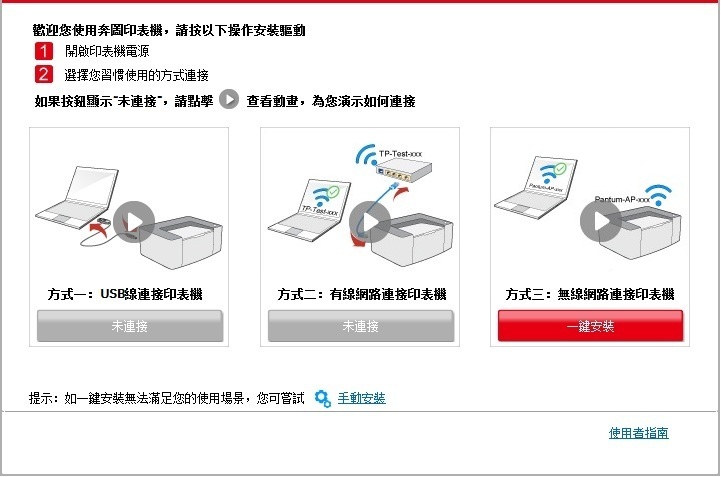 歡迎您使用奔圖印表機，請按以下操作安裝驅動
1 開啟印表機電源
2 選擇您習慣使用的方式連接
如果按鈕顯示"未連接"，請點擊 查看動畫，為您演示如何連接
TP-Test-xxx
TP-Test-xxx
Pantum-AP-xxx
Pantum-AP-xxx
方式一：USB線連接印表機
方式二：有線網路連接印表機
方式三：無線網路連接印表機
未連接
未連接
一鍵安裝
提示：如一鍵安裝無法滿足您的使用場景，您可嘗試 手動安裝
使用者指南